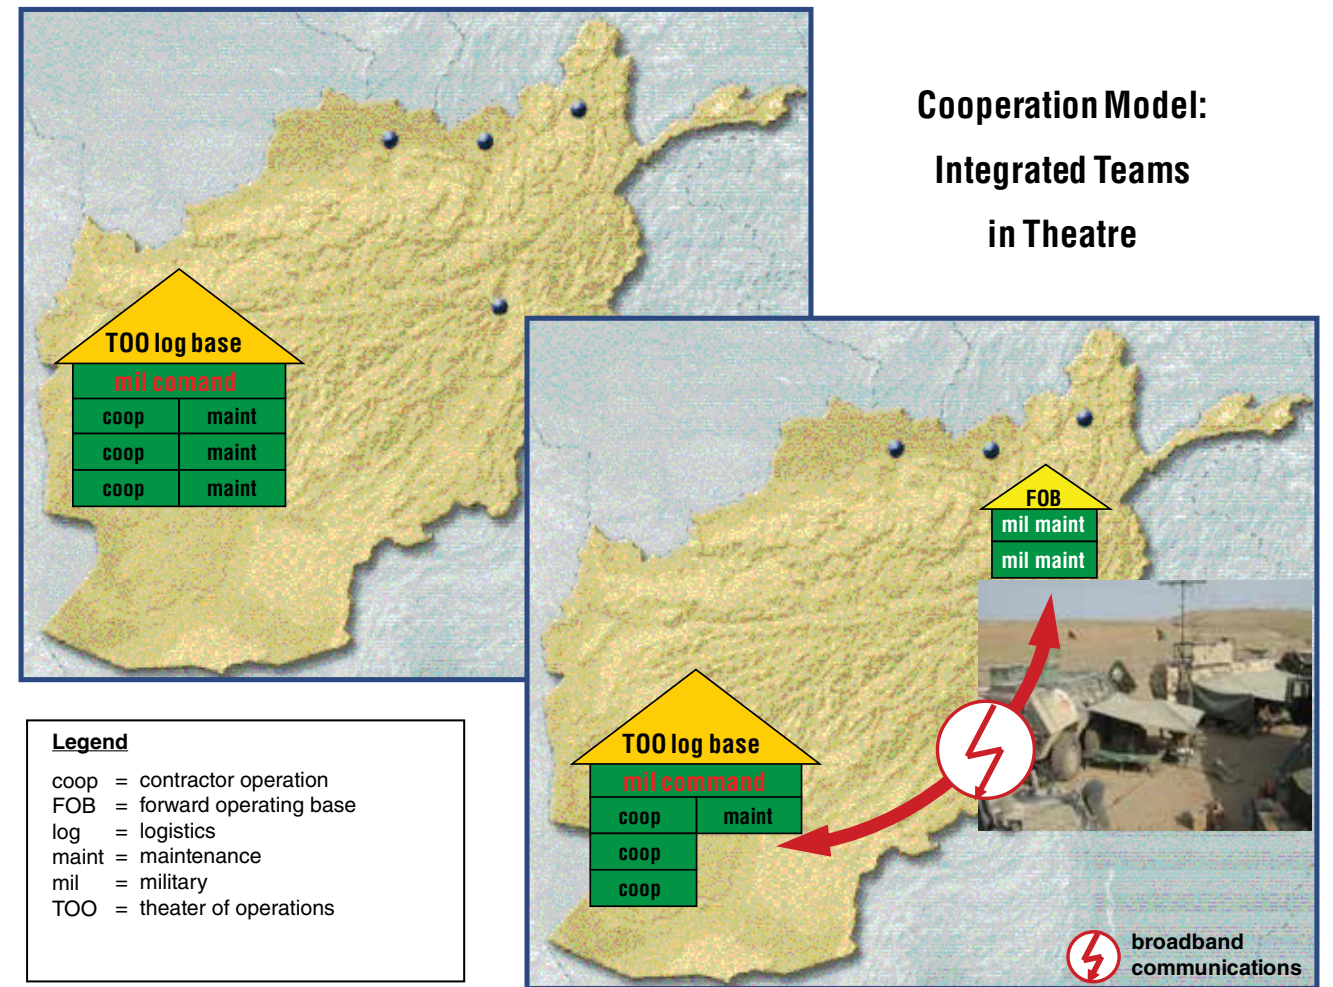 Cooperation Model:
Integrated Teams
in Theatre
TOO log base
mil comand
coop maint
coop maint
coop maint
FOB
mil maint
mil maint
TOO log base
mil command
coop maint
coop
coop
broadband
communications
Legend
coop = contractor operation
FOB = forward operating base
log = logistics
maint = maintenance
mil = military
TOO = theater of operations